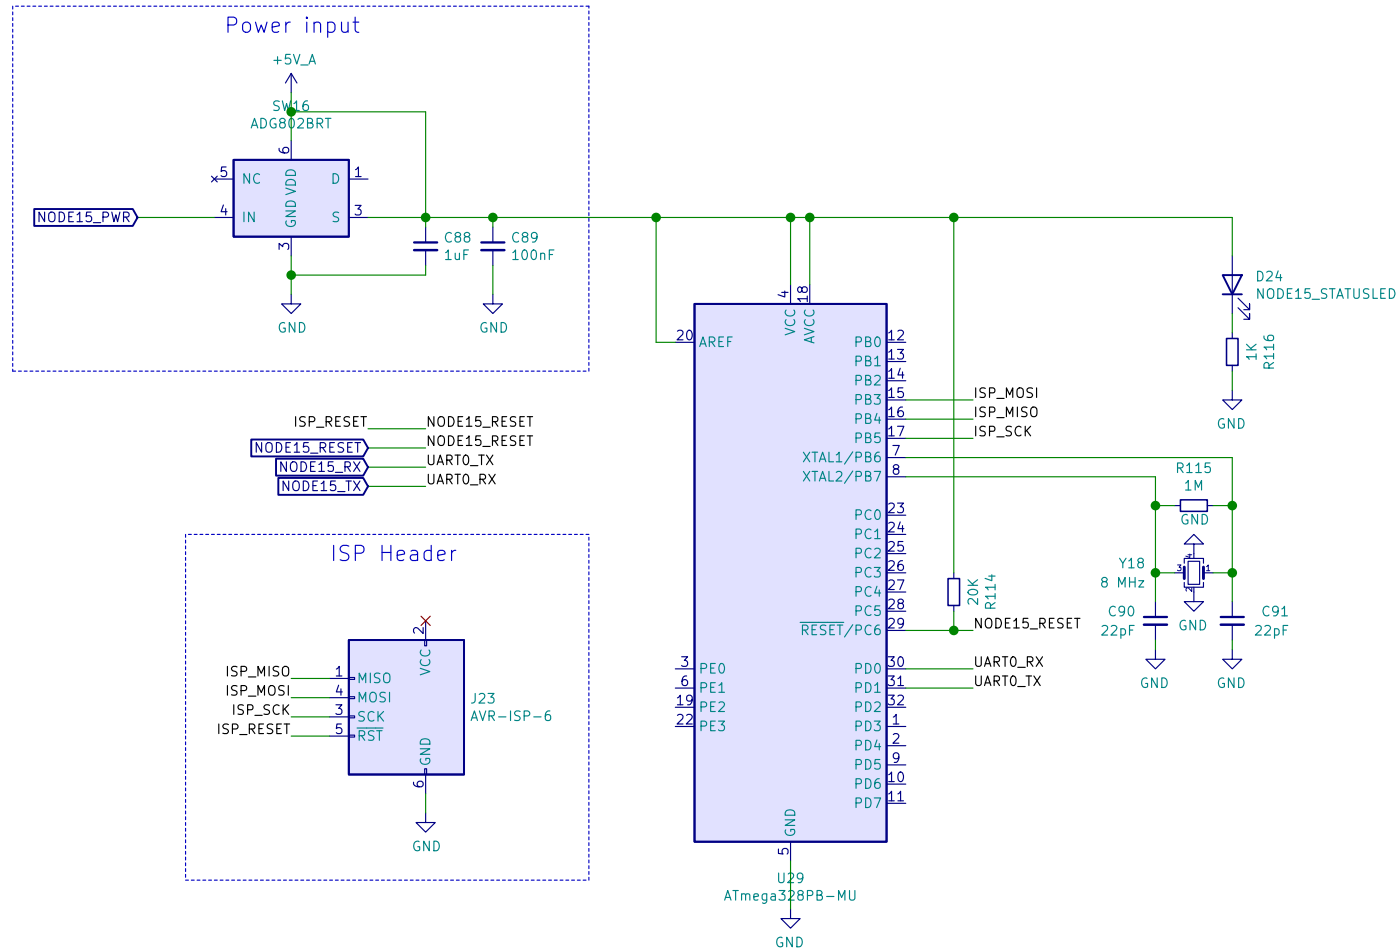 Power input
+5V_A
SW16
ADG802BRT
6
5
NC
VDD
D
1
NODE15_PWR
4
IN
GND
S
3
3
GND
C88
1uF
C89
100nF
GND
4
18
VCC
AVCC
20
AREF
PB0
12
PB1
13
PB2
14
PB3
15
ISP_MOSI
PB4
16
ISP_MISO
PB5
17
ISP_SCK
XTAL1/PB6
7
XTAL2/PB7
8
PC0
23
PC1
24
PC2
25
PC3
26
PC4
27
PC5
28
RESET/PC6
29
NODE15_RESET
3
PE0
PD0
30
UART0_RX
6
PE1
PD1
31
UART0_TX
19
PE2
PD2
32
22
PE3
PD3
1
PD4
2
PD5
9
PD6
10
PD7
11
GND
5
U29
ATmega328PB-MU
GND
20K
R114
D24
NODE15_STATUSLED
1K
R116
GND
R115
1M
GND
Y18
8 MHz
4
3
1
2
GND
C90
22pF
C91
22pF
GND
GND
ISP_RESET
NODE15_RESET
NODE15_RESET
NODE15_RESET
NODE15_RX
UART0_TX
NODE15_TX
UART0_RX
ISP Header
2
VCC
ISP_MISO
1
MISO
ISP_MOSI
4
MOSI
ISP_SCK
3
SCK
ISP_RESET
5
RST
GND
6
J23
AVR-ISP-6
GND